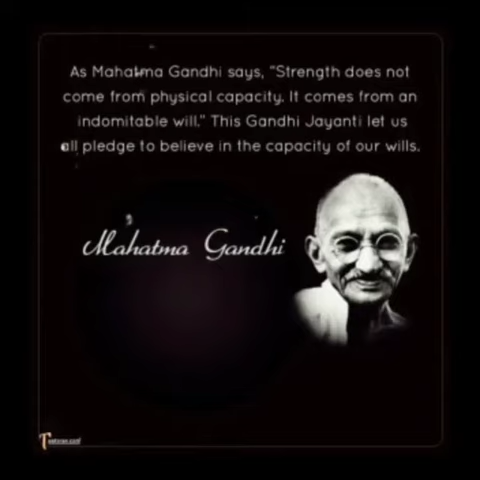 As Mahatma Gandhi says, "Strength does not
come from physical capacity. It comes from an
indomitable will." This Gandhi Jayanti let us
all pledge to believe in the capacity of our wills.
Mahatma Gandhi